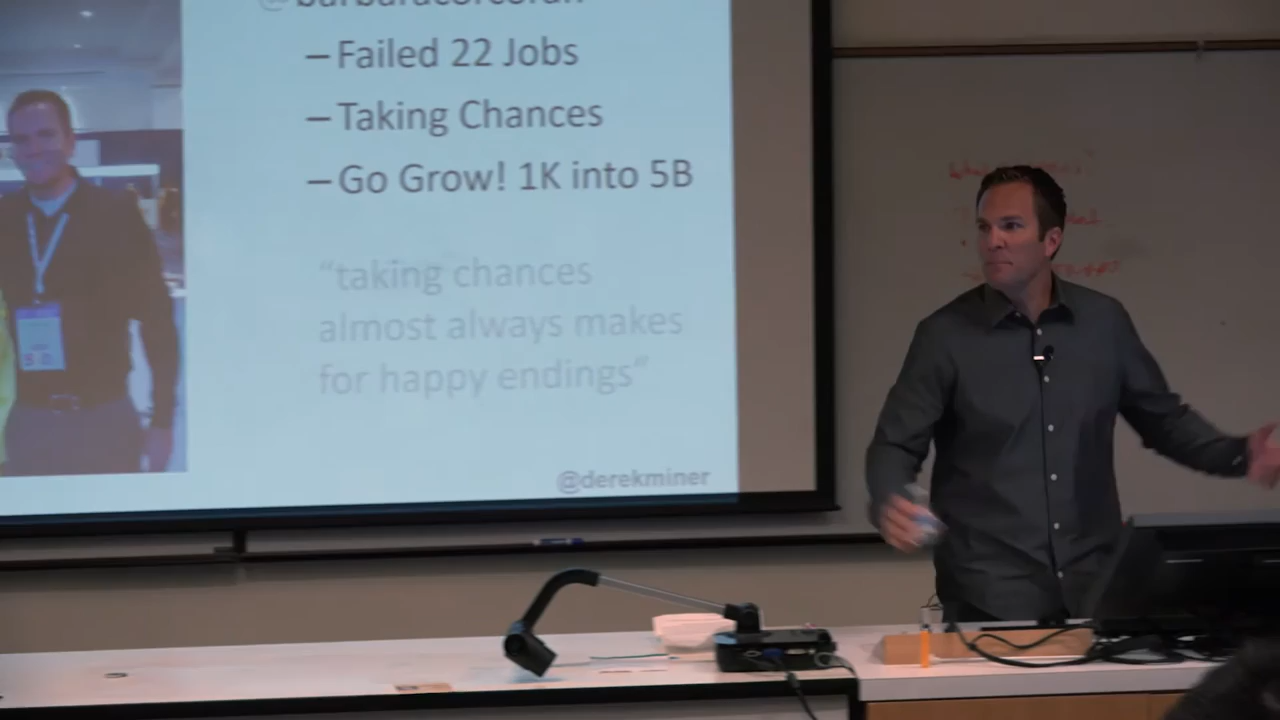 – Failed 22 Jobs
– Taking Chances
– Go Grow! 1K into 5B
“taking chances
almost always makes
for happy endings“
@derekminer